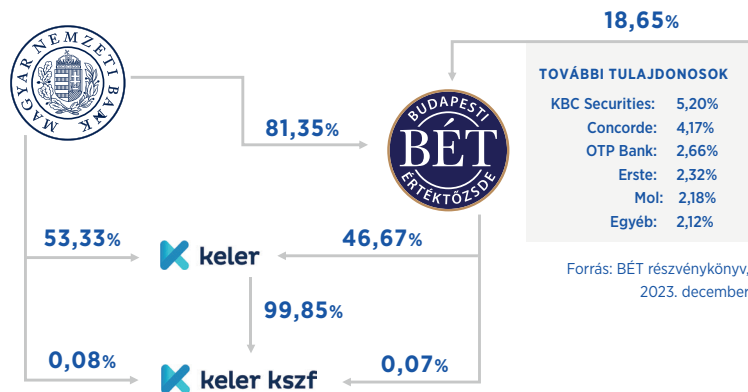 18,65%
MAGYAR NEMZETI BANK
81,35%
BUDAPESTI
BÉT
ÉRTÉKTŐZSDE
TOVÁBBI TULAJDONOSOK
KBC Securities: 5,20%
Concorde: 4,17%
OTP Bank: 2,66%
Erste: 2,32%
Mol: 2,18%
Egyéb: 2,12%
53,33%
keler
46,67%
Forrás: BÉT részvénykönyv,
2023. december
99,85%
0,08%
keler kszf
0,07%